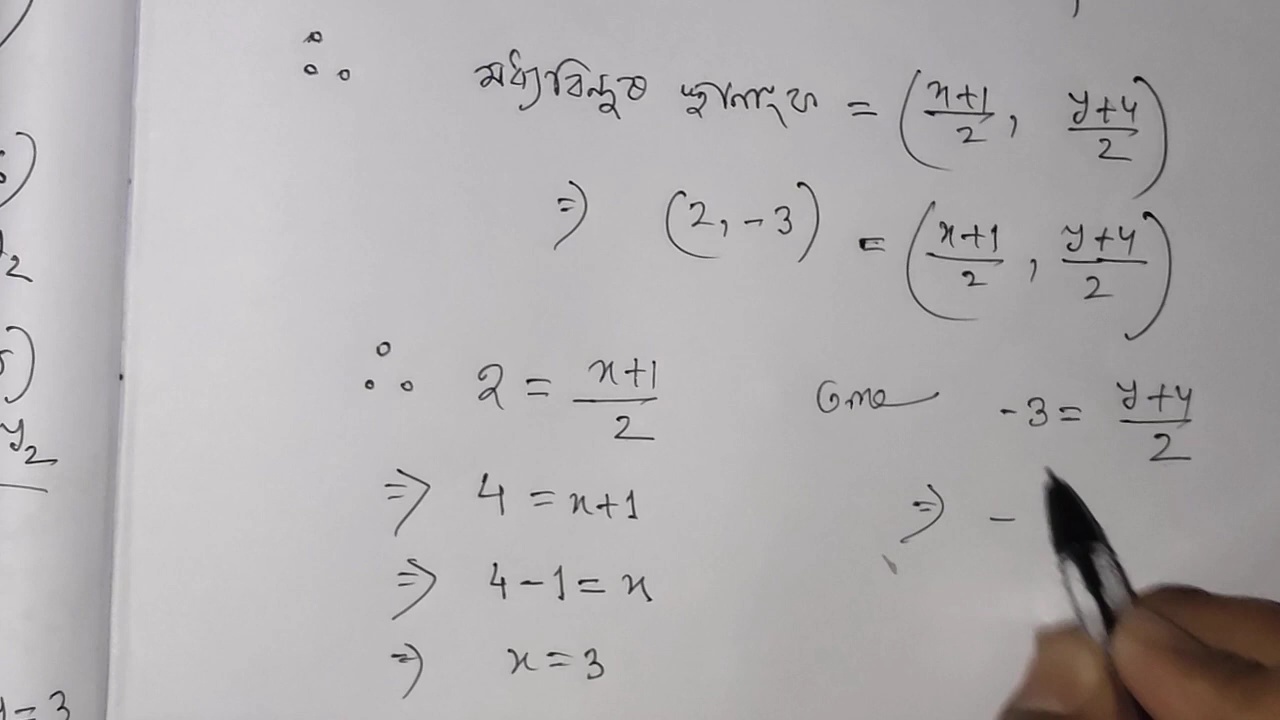 ∴ মধ্যবিন্দুৰ স্থানাংক = (x+1/2, y+4/2)
⇒ (2, -3) = (x+1/2, y+4/2)
∴ 2 = x+1/2 -3 = y+4/2
⇒ 4 = x+1 ⇒ -
⇒ 4-1 = x
⇒ x = 3